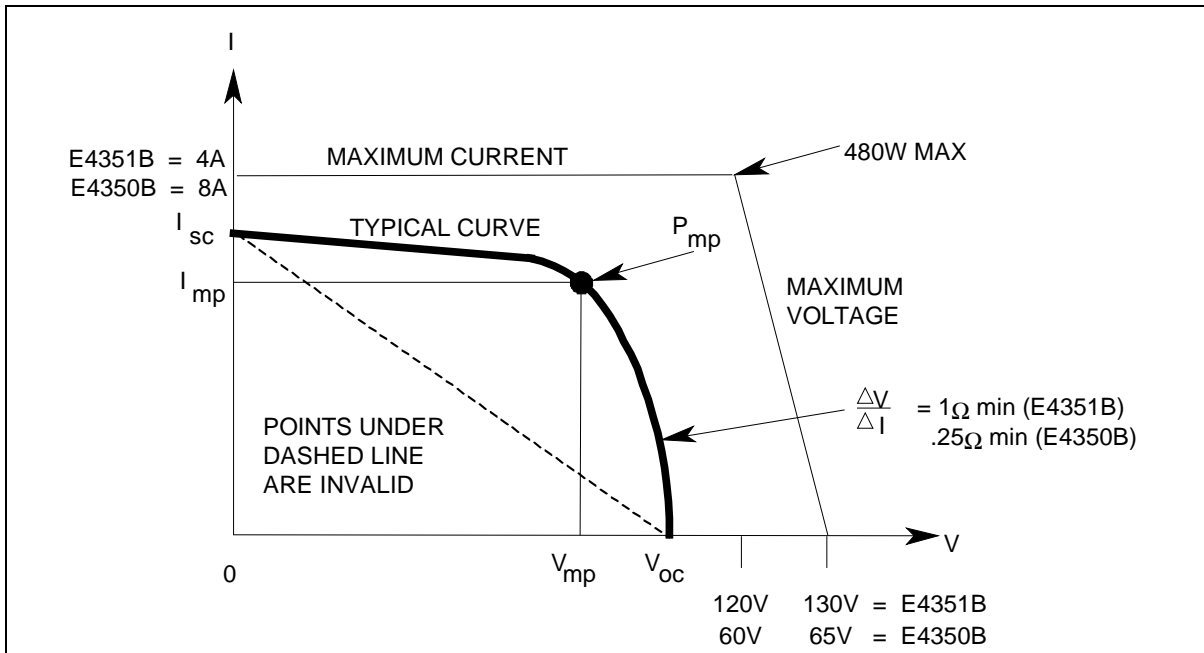 I
E4351B = 4A
E4350B = 8A
MAXIMUM CURRENT
480W MAX
I sc
TYPICAL CURVE
P mp
I mp
MAXIMUM
VOLTAGE
△V
△I
= 1Ω min (E4351B)
.25Ω min (E4350B)
POINTS UNDER
DASHED LINE
ARE INVALID
V
0
V mp
V oc
120V 130V = E4351B
60V 65V = E4350B